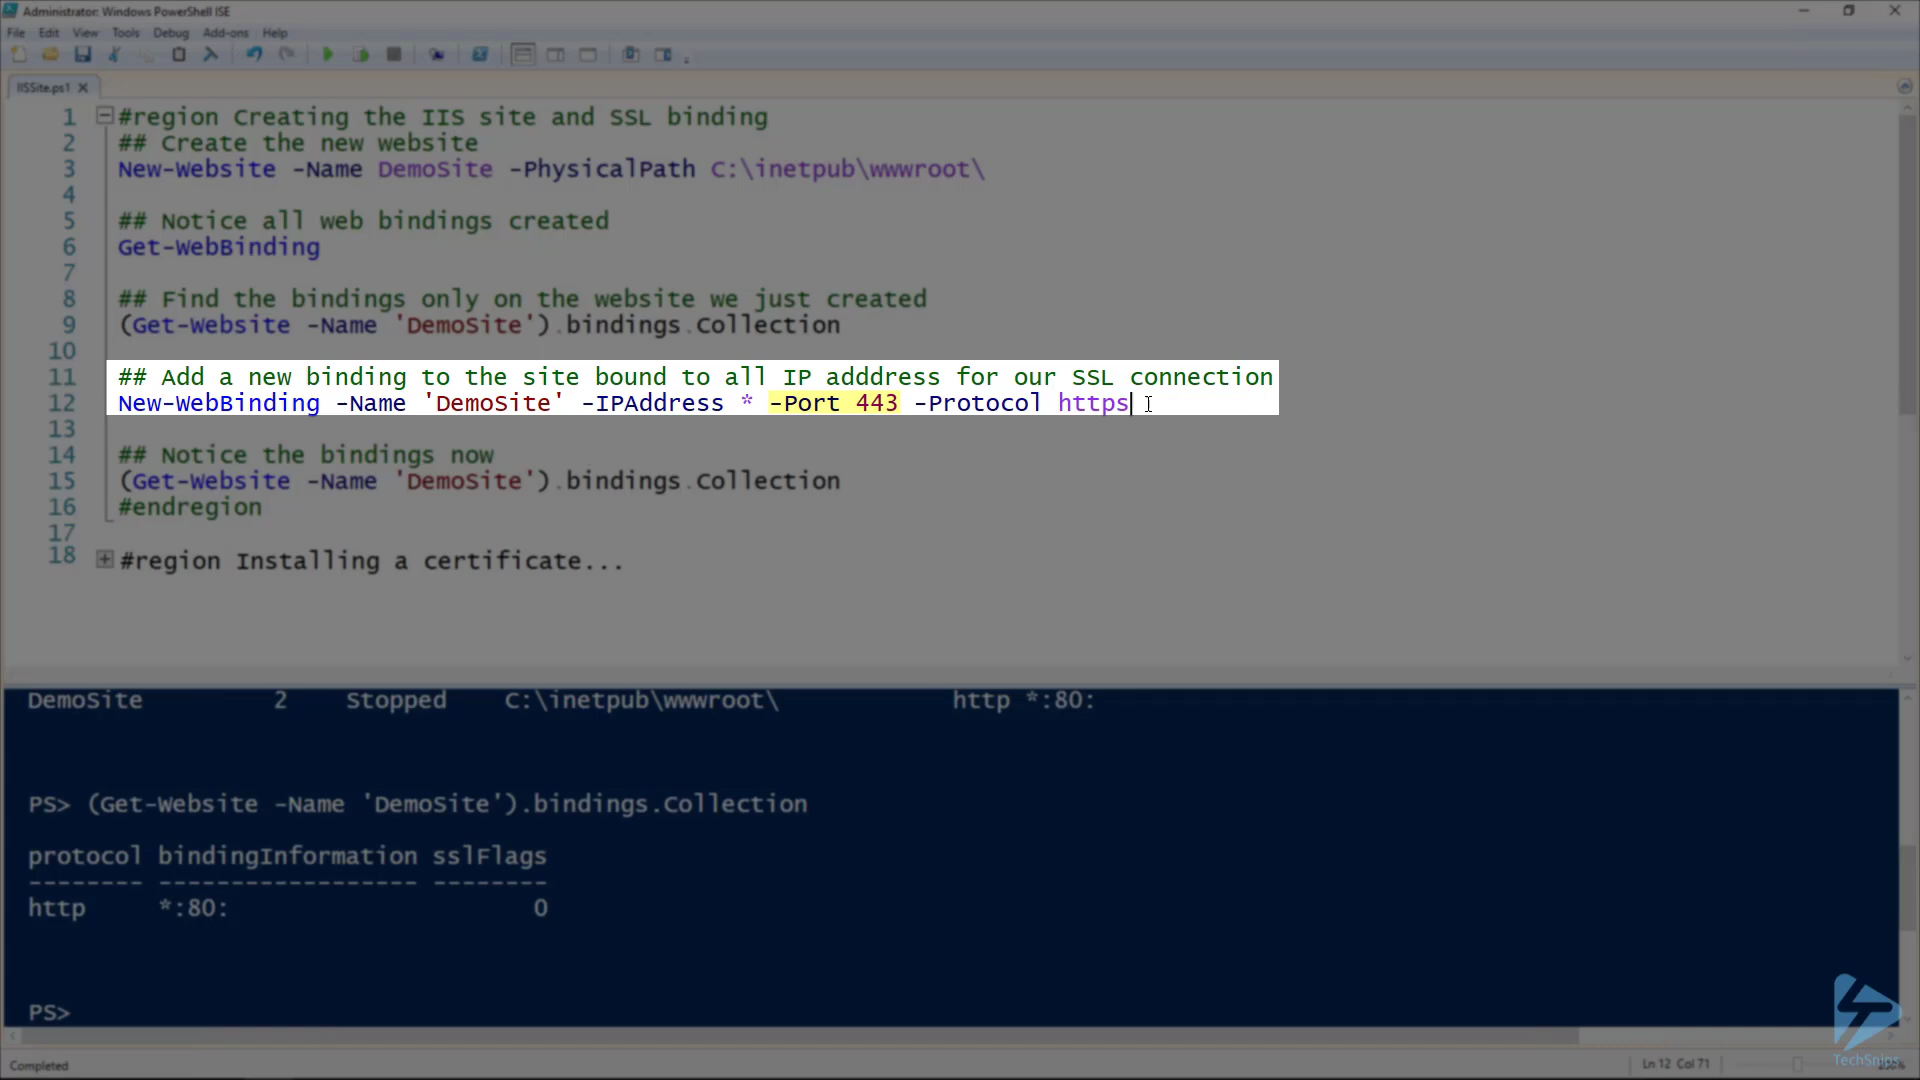 Administrator: Windows PowerShell ISE
File Edit View Tools Debug Add-ons Help
IISSite.ps1
1 #region Creating the IIS site and SSL binding
2 ## Create the new website
3 New-Website -Name DemoSite -PhysicalPath C:\inetpub\wwwroot\
4
5 ## Notice all web bindings created
6 Get-WebBinding
7
8 ## Find the bindings only on the website we just created
9 (Get-Website -Name 'DemoSite').bindings.Collection
10
11 ## Add a new binding to the site bound to all IP adddress for our SSL connection
12 New-WebBinding -Name 'DemoSite' -IPAddress * -Port 443 -Protocol https
13
14 ## Notice the bindings now
15 (Get-Website -Name 'DemoSite').bindings.Collection
16 #endregion
17
18 #region Installing a certificate...
DemoSite 2 Stopped C:\inetpub\wwwroot\ http *:80:
PS> (Get-Website -Name 'DemoSite').bindings.Collection
protocol bindingInformation sslFlags
-------- ------------------ --------
http *:80: 0
PS>
Completed
Ln 12 Col 71
TechSnips